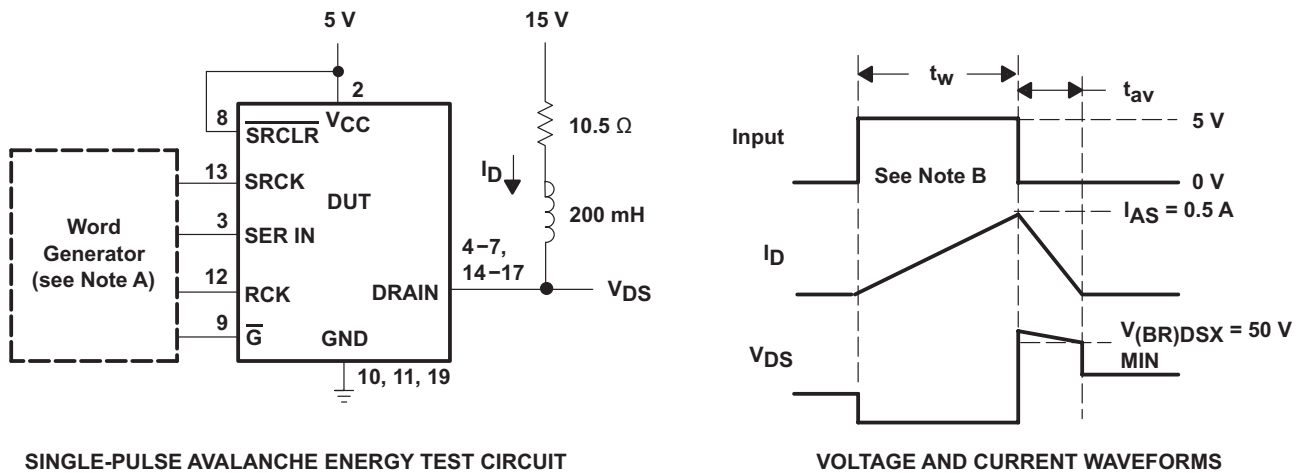 5 V
15 V
2
8
VCC
SRCLR
10.5 Ω
13
SRCK
DUT
ID
Word
Generator
(see Note A)
3
SER IN
200 mH
4−7,
14−17
12
RCK
DRAIN
VDS
9
G
GND
10, 11, 19
SINGLE-PULSE AVALANCHE ENERGY TEST CIRCUIT
tw
tav
Input
5 V
See Note B
0 V
IAS = 0.5 A
ID
V(BR)DSX = 50 V
MIN
VDS
VOLTAGE AND CURRENT WAVEFORMS